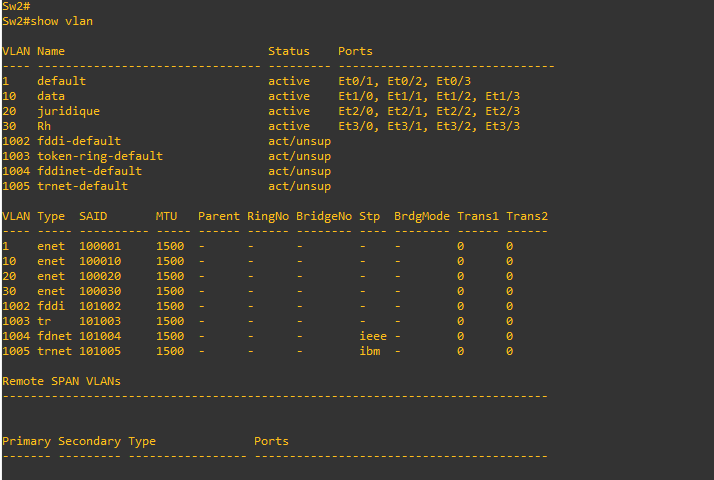 Sw2#
Sw2#show vlan
VLAN Name                             Status    Ports
---- -------------------------------- --------- -------------------------------
1    default                          active    Et0/1, Et0/2, Et0/3
10   data                             active    Et1/0, Et1/1, Et1/2, Et1/3
20   juridique                        active    Et2/0, Et2/1, Et2/2, Et2/3
30   Rh                               active    Et3/0, Et3/1, Et3/2, Et3/3
1002 fddi-default                     act/unsup
1003 token-ring-default               act/unsup
1004 fddinet-default                  act/unsup
1005 trnet-default                    act/unsup
VLAN Type  SAID       MTU   Parent RingNo BridgeNo Stp  BrdgMode Trans1 Trans2
---- ----- ---------- ----- ------ ------ -------- ---- -------- ------ ------
1    enet  100001     1500  -      -      -        -    -        0      0
10   enet  100010     1500  -      -      -        -    -        0      0
20   enet  100020     1500  -      -      -        -    -        0      0
30   enet  100030     1500  -      -      -        -    -        0      0
1002 fddi  101002     1500  -      -      -        -    -        0      0
1003 tr    101003     1500  -      -      -        -    -        0      0
1004 fdnet 101004     1500  -      -      -        ieee -        0      0
1005 trnet 101005     1500  -      -      -        ibm  -        0      0
Remote SPAN VLANs
------------------------------------------------------------------------------
Primary Secondary Type              Ports
------- --------- ----------------- ------------------------------------------